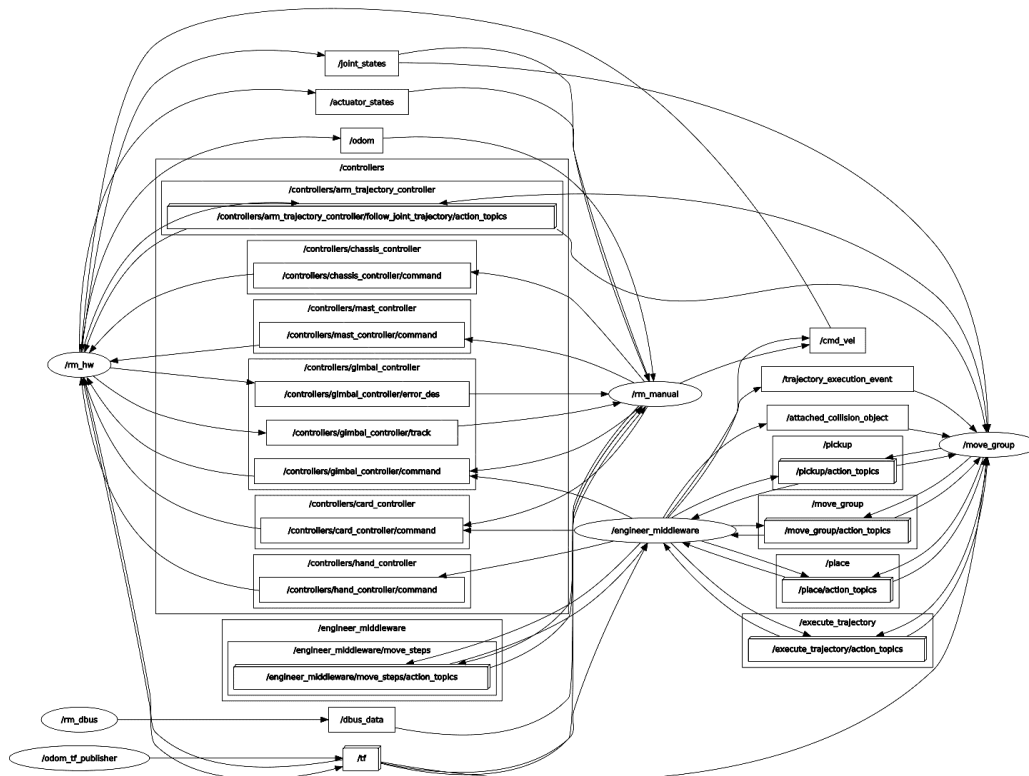 /joint_states
/actuator_states
/odom
/controllers
/controllers/arm_trajectory_controller
/controllers/arm_trajectory_controller/follow_joint_trajectory/action_topics
/controllers/chassis_controller
/controllers/chassis_controller/command
/controllers/mast_controller
/controllers/mast_controller/command
/controllers/gimbal_controller
/controllers/gimbal_controller/error_des
/controllers/gimbal_controller/track
/controllers/gimbal_controller/command
/controllers/card_controller
/controllers/card_controller/command
/controllers/hand_controller
/controllers/hand_controller/command
/engineer_middleware
/engineer_middleware/move_steps
/engineer_middleware/move_steps/action_topics
/rm_hw
/rm_dbus
/dbus_data
/odom_tf_publisher
/tf
/rm_manual
/engineer_middleware
/cmd_vel
/trajectory_execution_event
/attached_collision_object
/pickup
/pickup/action_topics
/move_group
/move_group/action_topics
/place
/place/action_topics
/execute_trajectory
/execute_trajectory/action_topics
/move_group